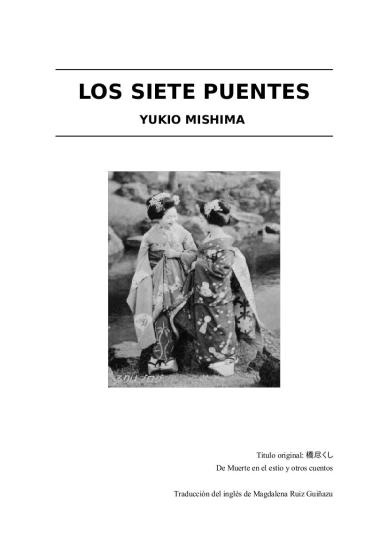 LOS SIETE PUENTES
YUKIO MISHIMA
Titulo original: 橋尽くし
De Muerte en el estío y otros cuentos
Traducción del inglés de Magdalena Ruiz Guiñazu